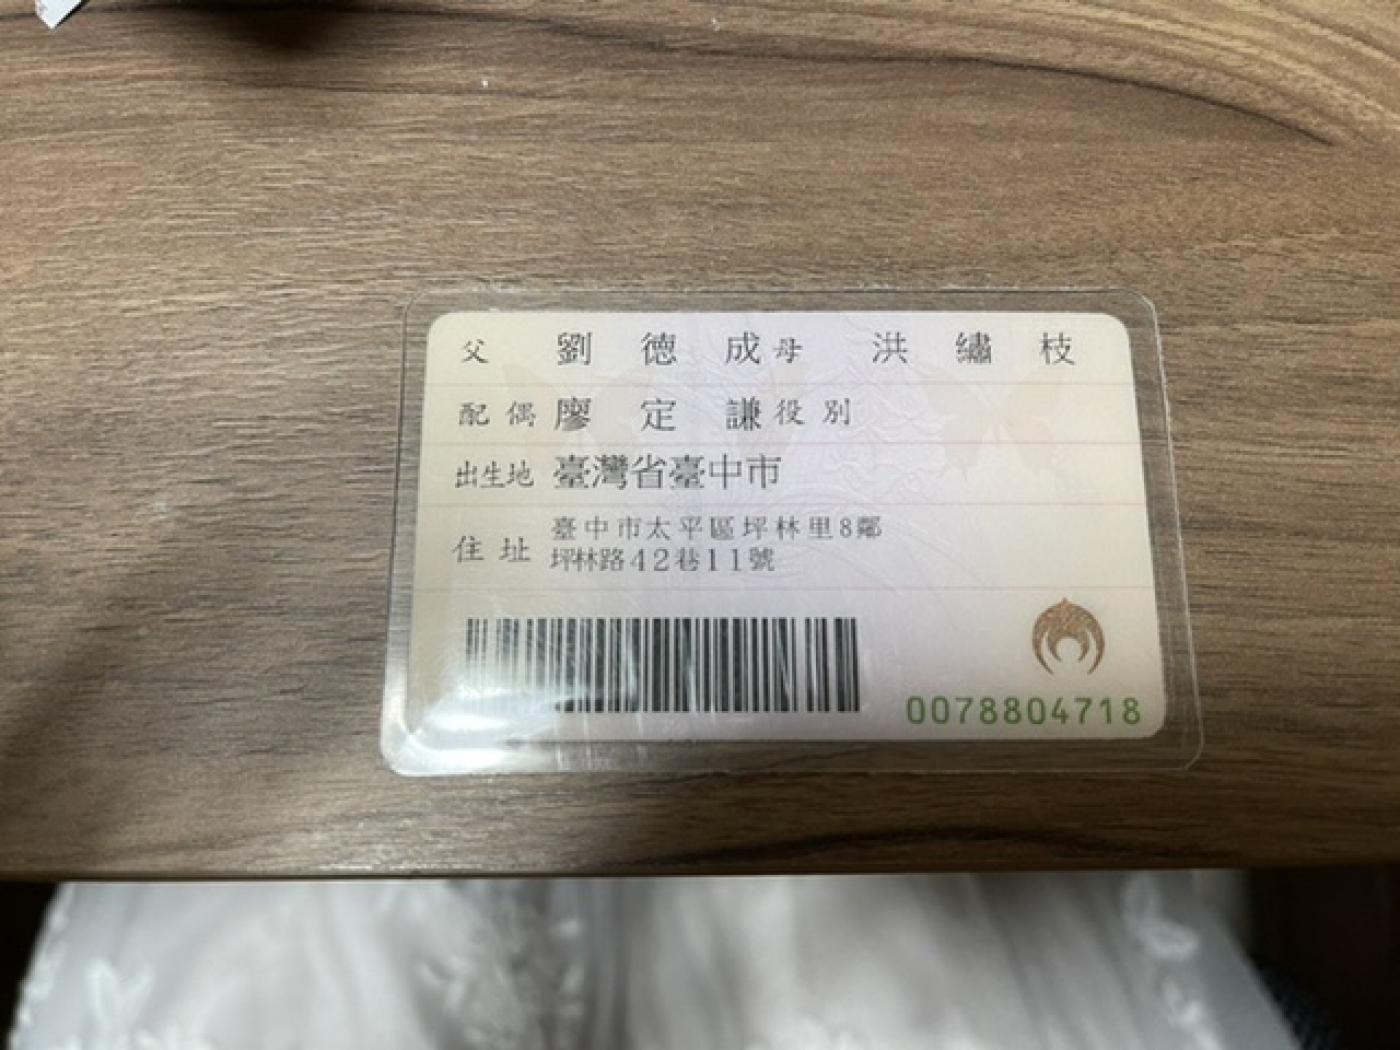 父 劉德成 母 洪繡枝
配偶 廖定謙 役別
出生地 臺灣省臺中市
住址 臺中市太平區坪林里8鄰
坪林路42巷11號
0078804718